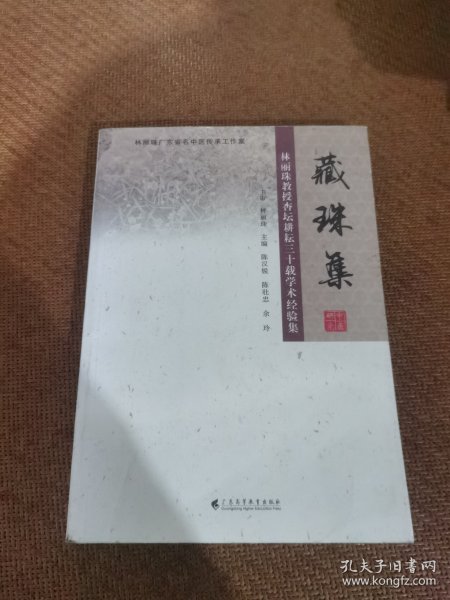 林丽珠广东省名中医传承工作室
藏珠集
林丽珠教授杏坛耕耘三十载学术经验集
主审 林丽珠 主编 陈汉锐 陈壮忠 余玲
广东高等教育出版社
Guangdong Higher Education Press
孔夫子旧书网
www.kongfz.com